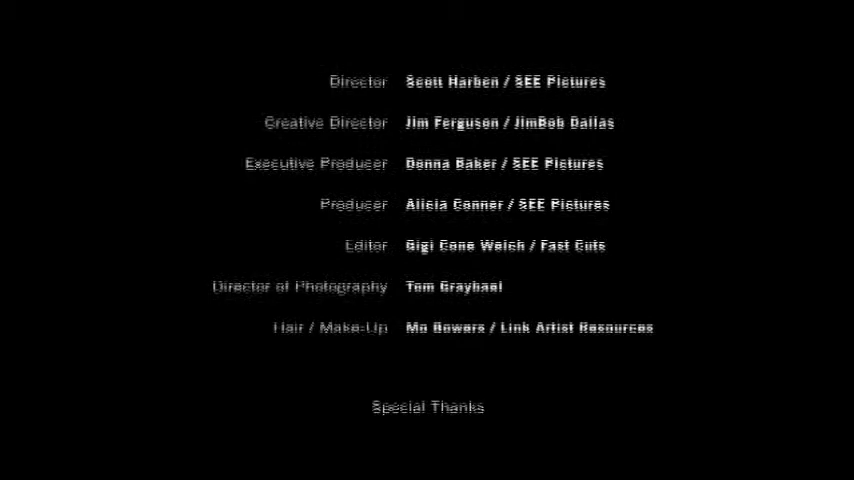 Director Scott Harben / SEE Pictures
Creative Director Jim Ferguson / JimBob Dallas
Executive Producer Donna Baker / SEE Pictures
Producer Alicia Conner / SEE Pictures
Editor Gigi Cone Welch / Fast Cuts
Director of Photography Tom Graybael
Hair / Make-Up Mo Bowers / Link Artist Resources
Special Thanks